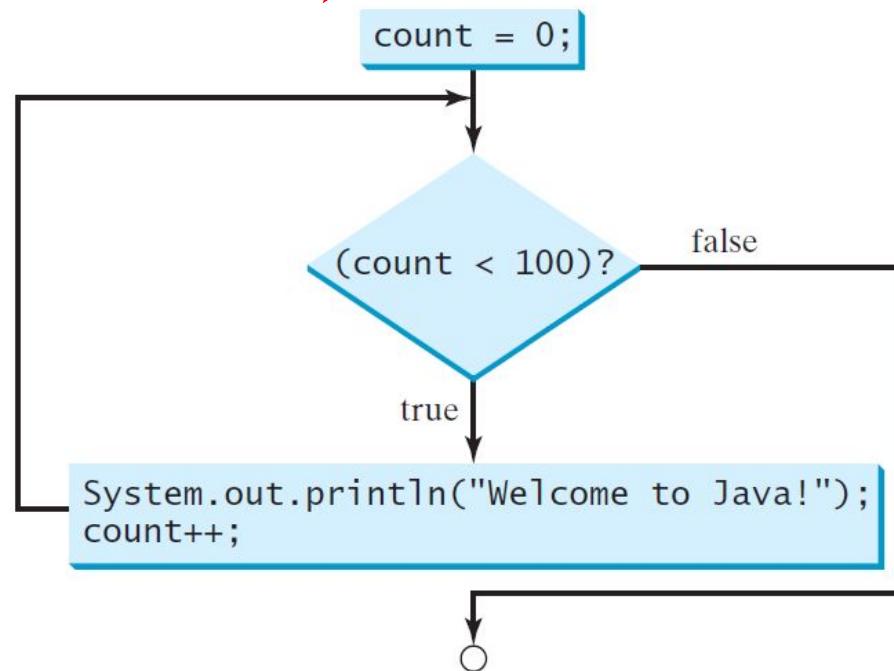 count = 0;
(count < 100)?
false
true
System.out.println("Welcome to Java!");
count++;